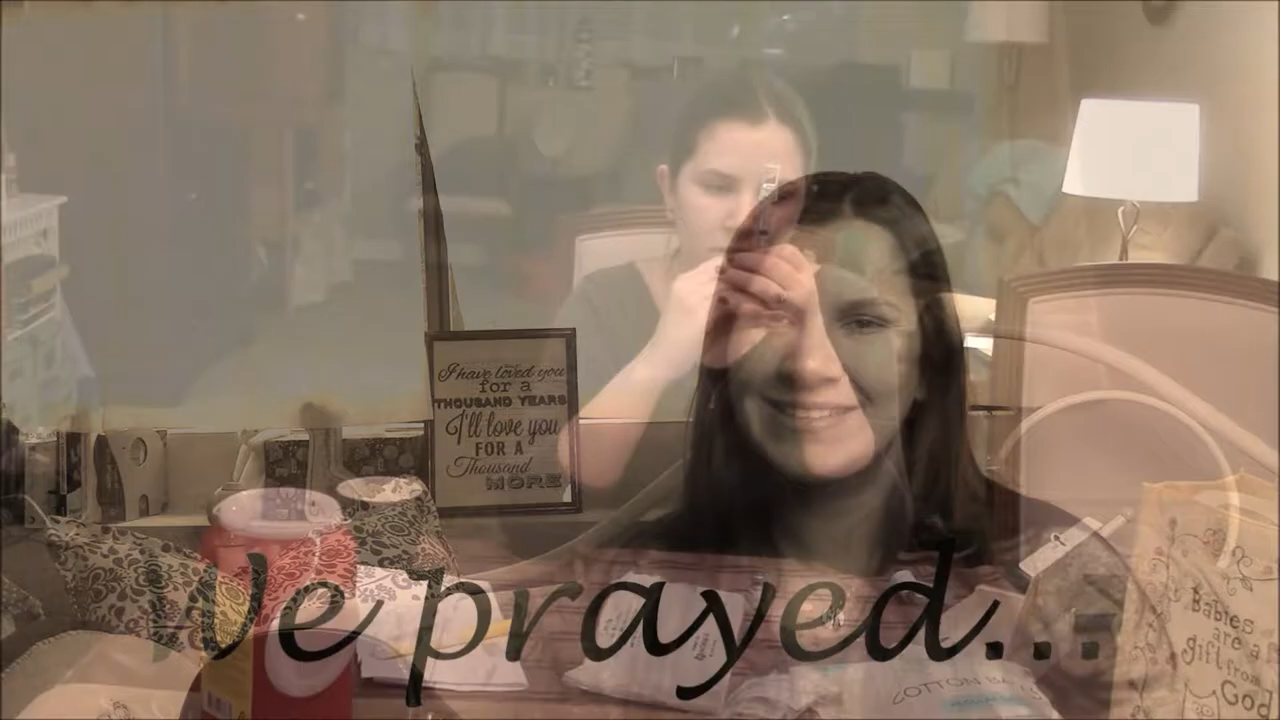 I have loved you
for a
THOUSAND YEARS
I'll love you
FOR A
Thousand
MORE
We prayed...
Babies
are a
gift from
God
COTTON BA